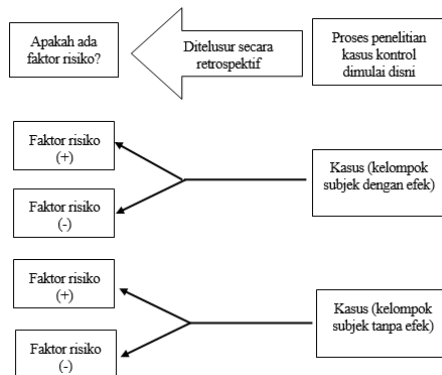 Apakah ada
faktor risiko?
Ditelusur secara
retrospektif
Proses penelitian
kasus kontrol
dimulai disni
Faktor risiko
(+)
Faktor risiko
(-)
Kasus (kelompok
subjek dengan efek)
Faktor risiko
(+)
Faktor risiko
(-)
Kasus (kelompok
subjek tanpa efek)